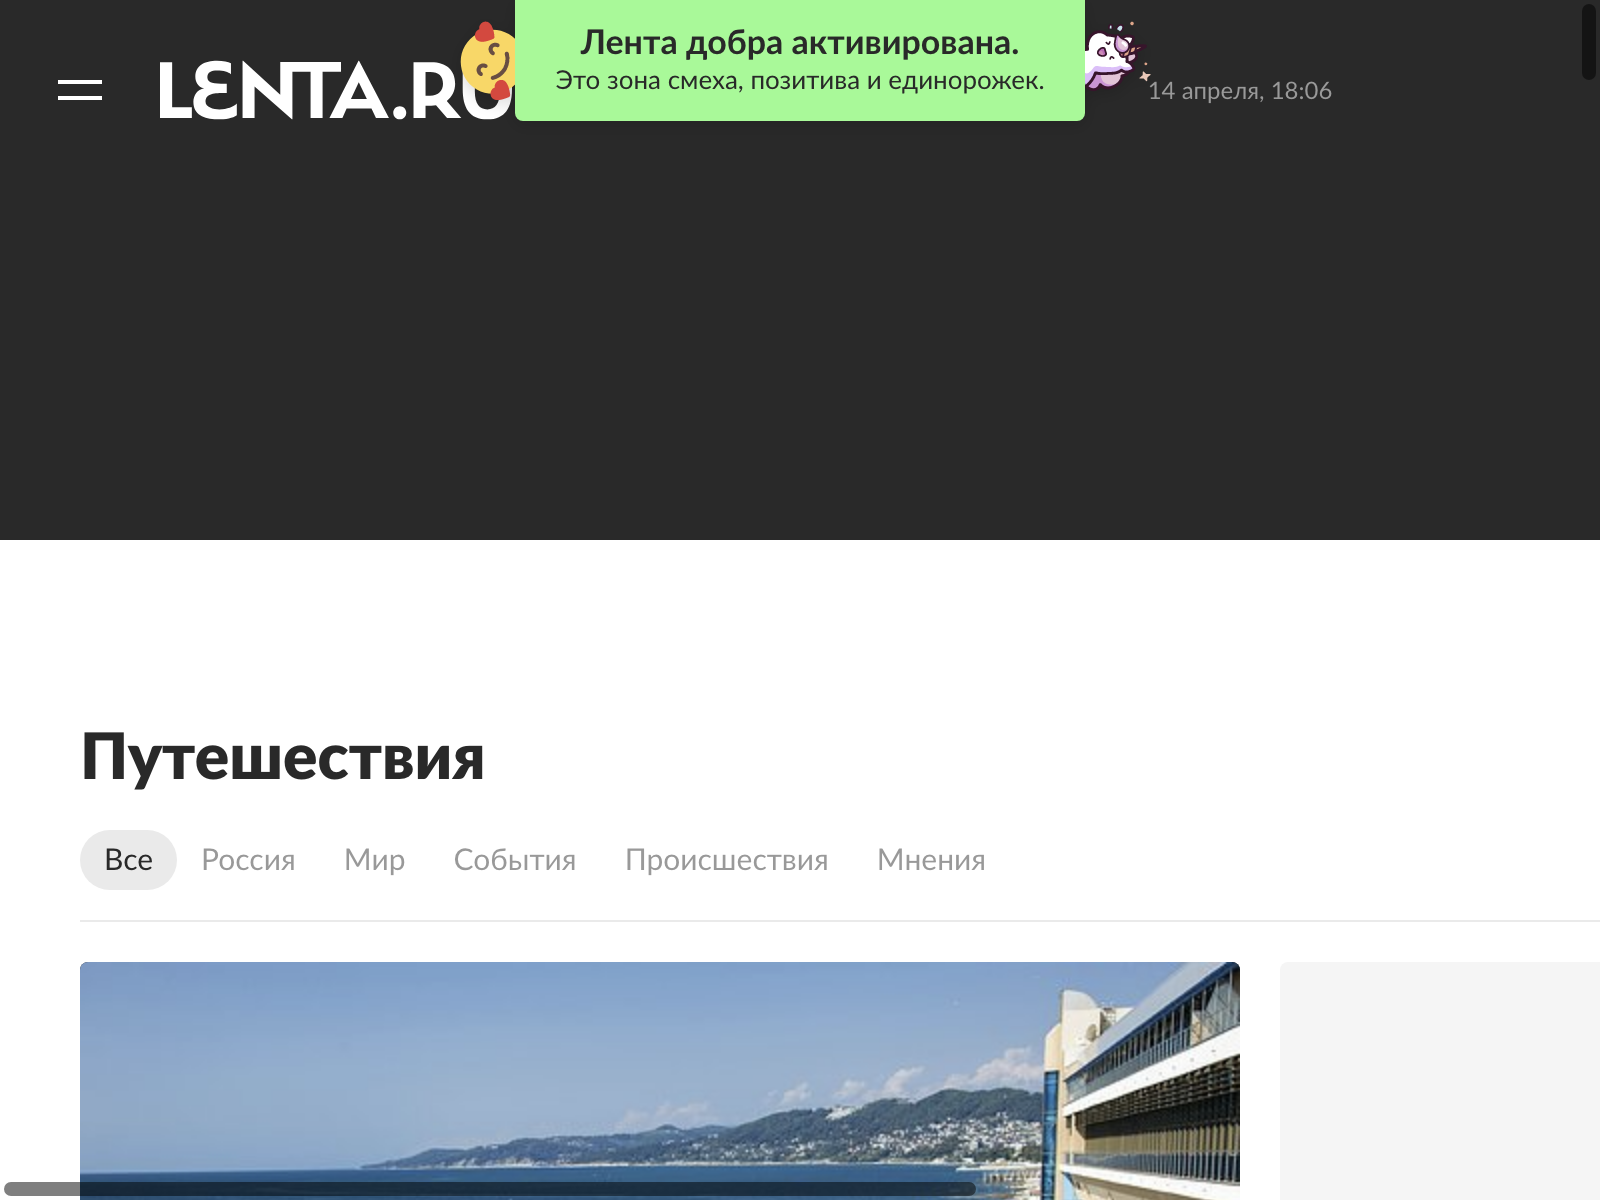 LENTA.RU
Лента добра активирована.
Это зона смеха, позитива и единорожек.
14 апреля, 18:06
Путешествия
Все Россия Мир События Происшествия Мнения